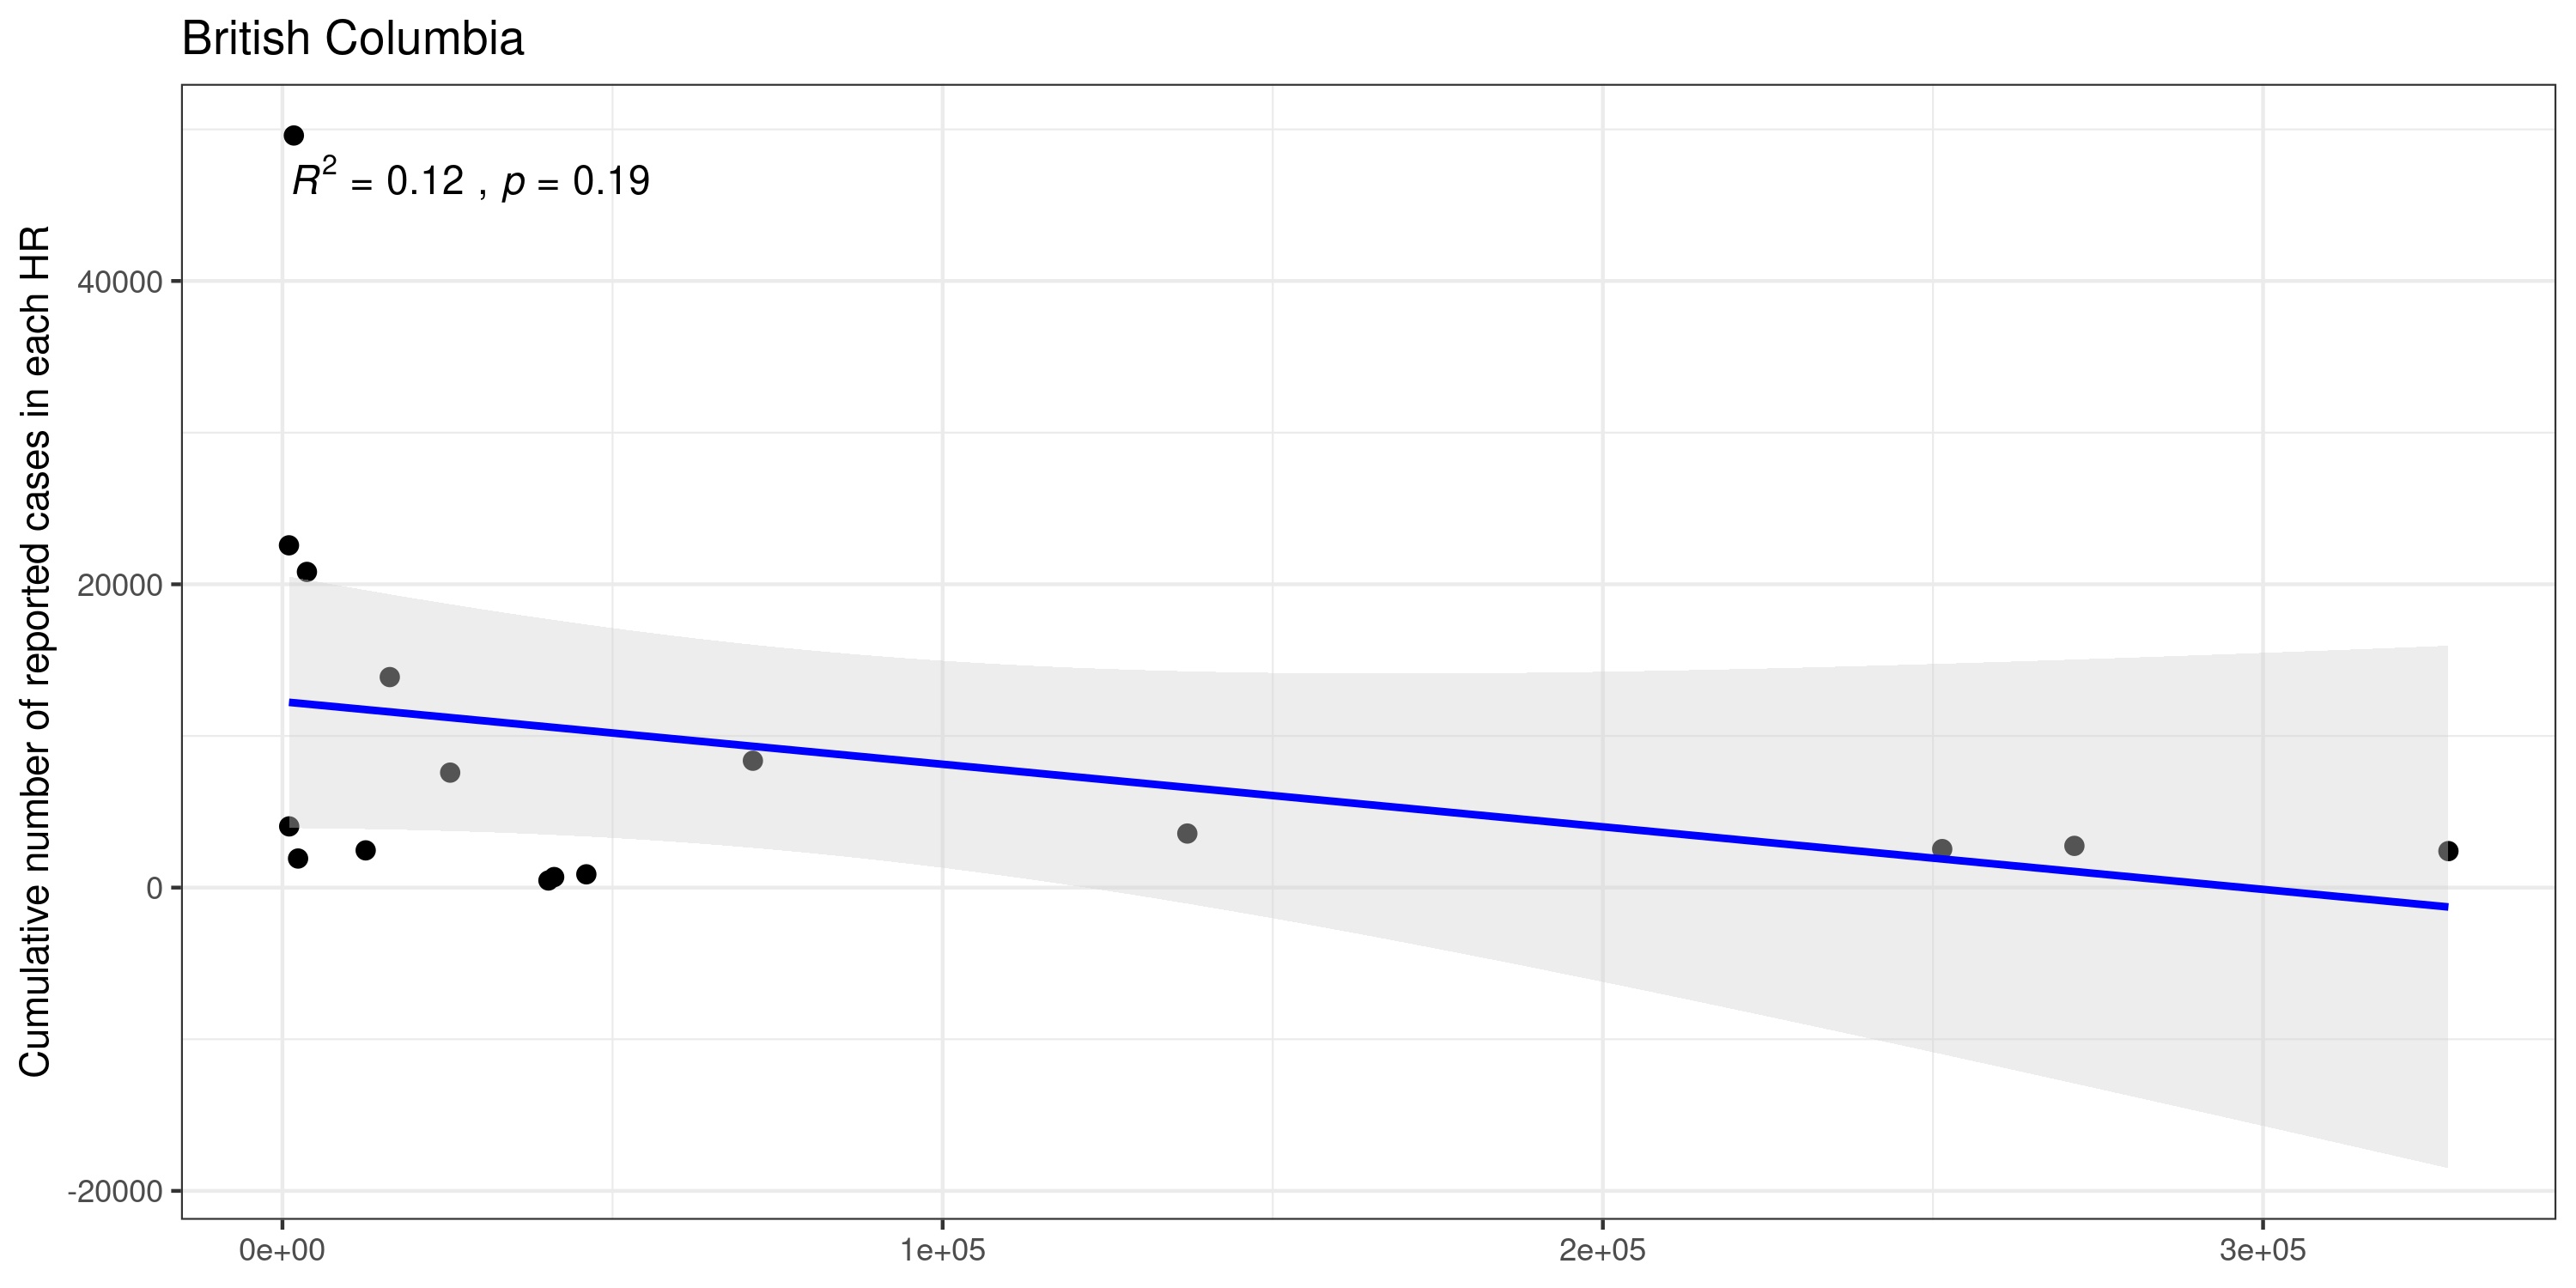 British Columbia
R² = 0.12 , p = 0.19
Cumulative number of reported cases in each HR
40000
20000
0
-20000
0e+00 1e+05 2e+05 3e+05